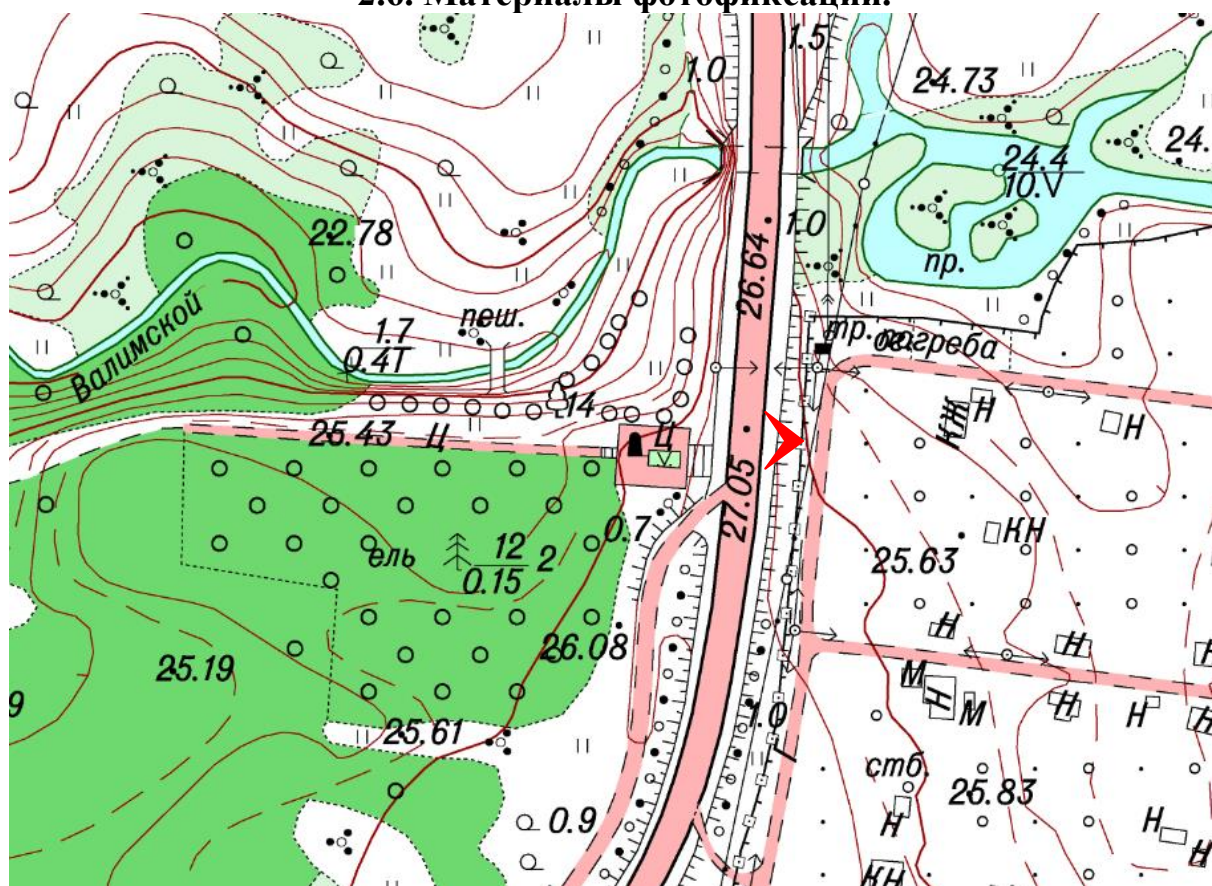 2.6. Материалы фотофиксации.
1.5
1.0
24.73
24.4
10.V
24.
22.78
1.0
пр.
26.64
пеш.
1.7
0.4Т
Валимской
тр.
погреба
14
КЖ
Н
Н
25.43
Ц
Ц
27.05
0.7
КН
ель
12
0.15
2
25.63
Н
Н
26.08
25.19
М
Н
М
Н
Н
Н
9
1.0
25.61
Г
стб.
25.83
0.9
Н
Н
Н
КН